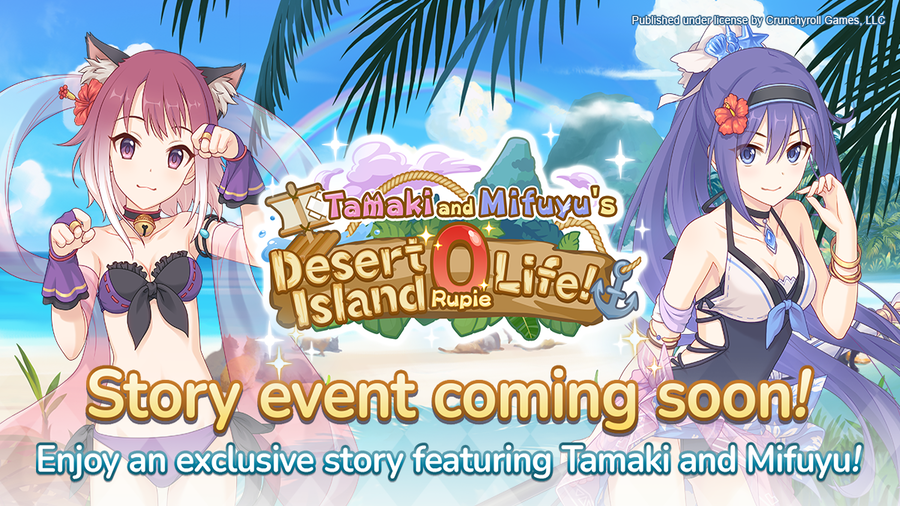 Published under license by Crunchyroll Games, LLC
Tamaki and Mifuyu's
Desert Island 0 Rupie Life!
Story event coming soon!
Enjoy an exclusive story featuring Tamaki and Mifuyu!